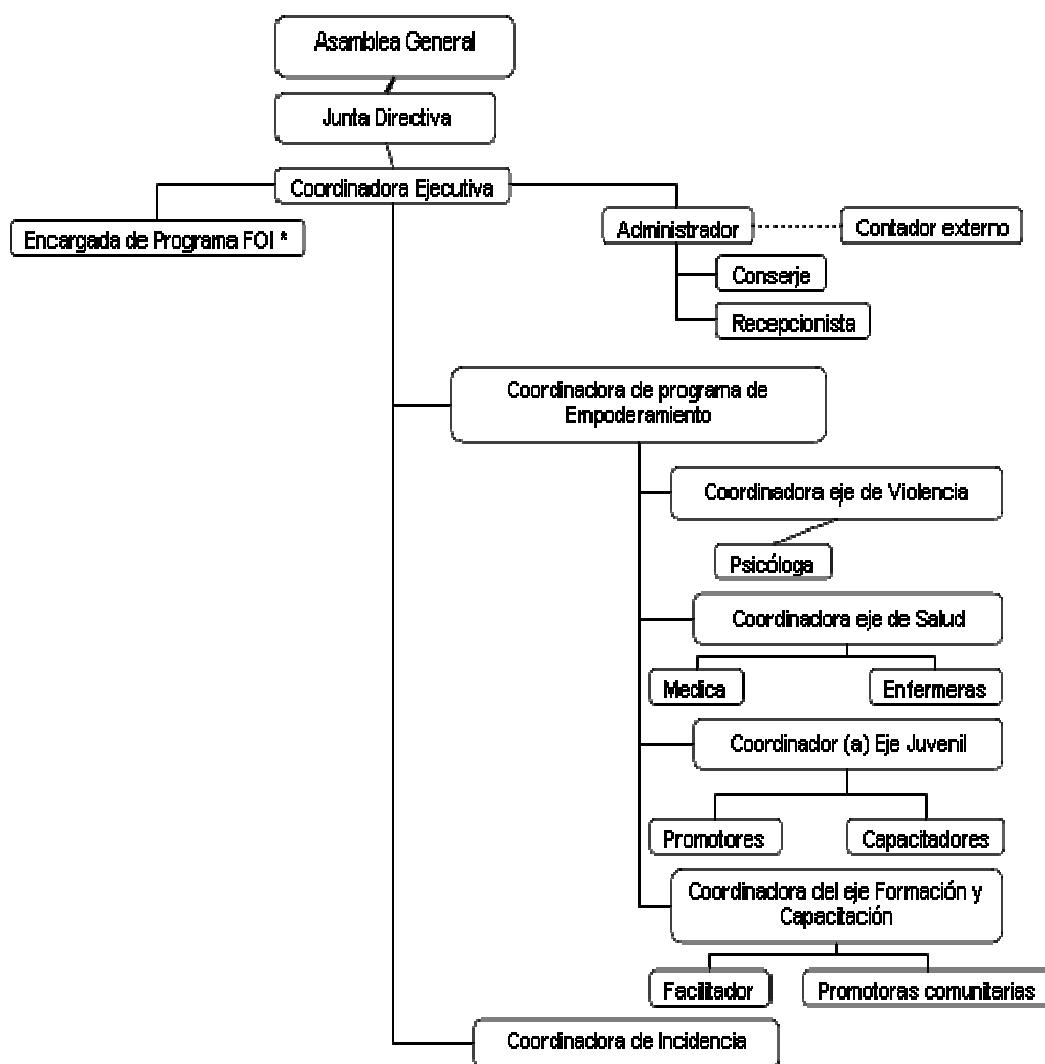 Asamblea General
Junta Directiva
Coordinadora Ejecutiva
Encargada de Programa FOI *
Administrador
Contador externo
Conserje
Recepcionista
Coordinadora de programa de
Empoderamiento
Coordinadora eje de Violencia
Psicóloga
Coordinadora eje de Salud
Medica
Enfermeras
Coordinador (a) Eje Juvenil
Promotores
Capacitadores
Coordinadora del eje Formación y
Capacitación
Facilitador
Promotoras comunitarias
Coordinadora de Incidencia